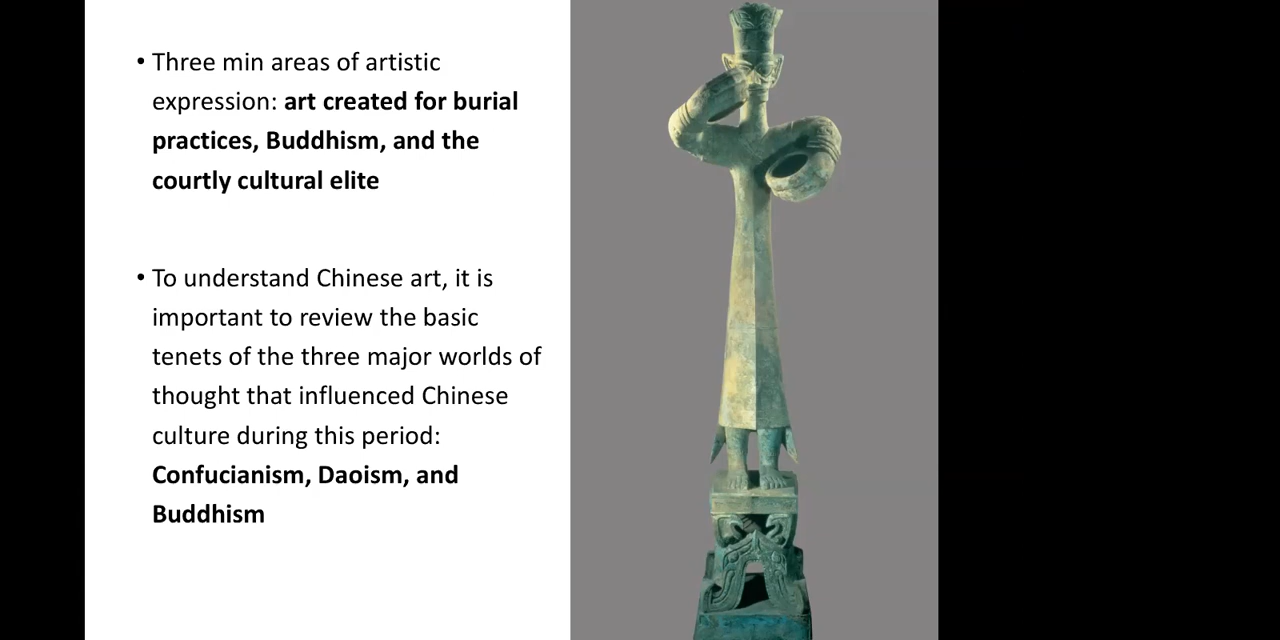 • Three min areas of artistic
expression: art created for burial
practices, Buddhism, and the
courtly cultural elite
• To understand Chinese art, it is
important to review the basic
tenets of the three major worlds of
thought that influenced Chinese
culture during this period:
Confucianism, Daoism, and
Buddhism